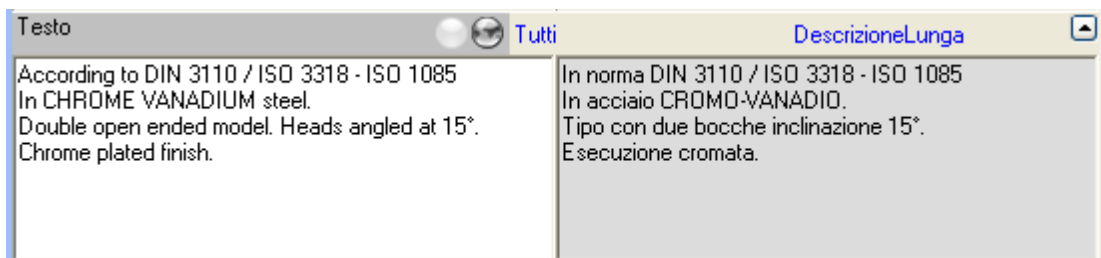 Testo
Tutti
DescrizioneLunga
According to DIN 3110 / ISO 3318 - ISO 1085
In CHROME VANADIUM steel.
Double open ended model. Heads angled at 15°.
Chrome plated finish.
In norma DIN 3110 / ISO 3318 - ISO 1085
In acciaio CROMO-VANADIO.
Tipo con due bocche inclinazione 15°.
Esecuzione cromata.